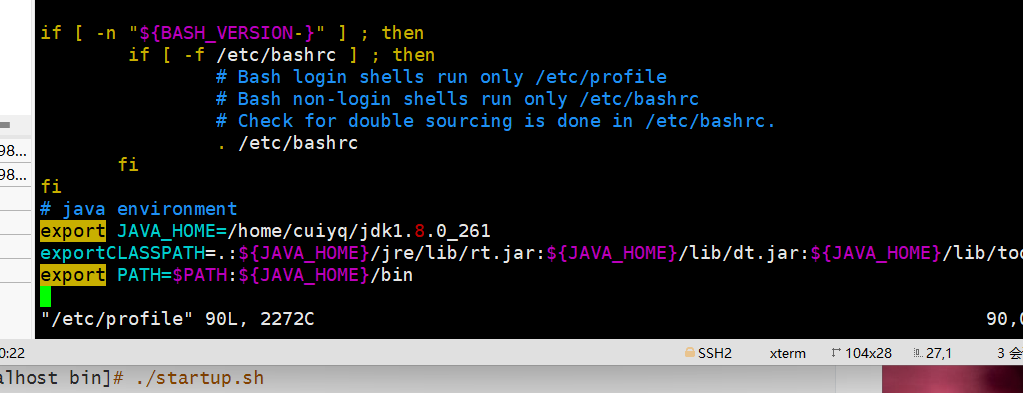 if [ -n "${BASH_VERSION-}" ] ; then
if [ -f /etc/bashrc ] ; then
# Bash login shells run only /etc/profile
# Bash non-login shells run only /etc/bashrc
# Check for double sourcing is done in /etc/bashrc.
. /etc/bashrc
fi
fi
# java environment
export JAVA_HOME=/home/cuiyq/jdk1.8.0_261
exportCLASSPATH=.:${JAVA_HOME}/jre/lib/rt.jar:${JAVA_HOME}/lib/dt.jar:${JAVA_HOME}/lib/too
export PATH=$PATH:${JAVA_HOME}/bin
"/etc/profile" 90L, 2272C 90,0
98...
98...
0:22 SSH2 xterm 104x28 27,1 3 会
alhost bin]# ./startup.sh